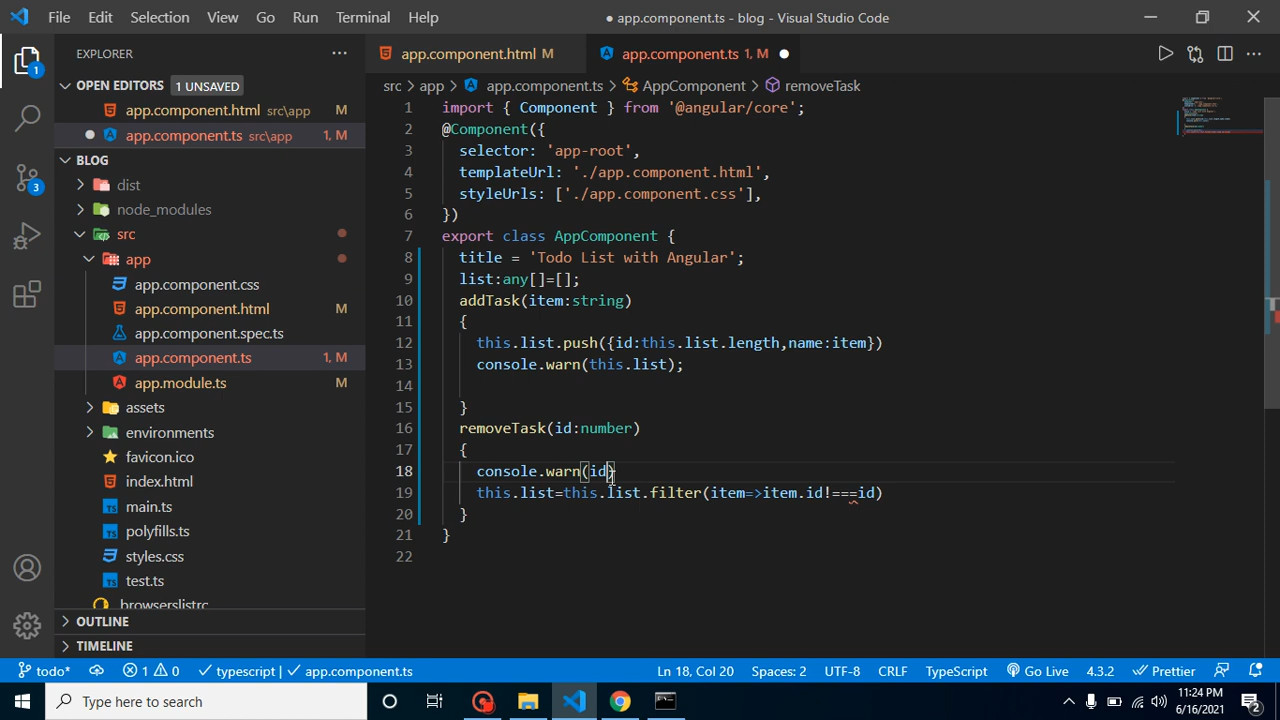 File Edit Selection View Go Run Terminal Help
● app.component.ts - blog - Visual Studio Code
EXPLORER
OPEN EDITORS 1 UNSAVED
app.component.html src\app M
app.component.ts src\app 1, M
BLOG
dist
node_modules
src
app
app.component.css
app.component.html M
app.component.spec.ts
app.component.ts 1, M
app.module.ts M
assets
environments
favicon.ico
index.html
main.ts
polyfills.ts
styles.css
test.ts
browserslistrc
OUTLINE
TIMELINE
1
3
app.component.html M
app.component.ts 1, M
src > app > app.component.ts > AppComponent > removeTask
1 import { Component } from '@angular/core';
2 @Component({
3 selector: 'app-root',
4 templateUrl: './app.component.html',
5 styleUrls: ['./app.component.css'],
6 })
7 export class AppComponent {
8 title = 'Todo List with Angular';
9 list:any[]=[];
10 addTask(item:string)
11 {
12 this.list.push({id:this.list.length,name:item})
13 console.warn(this.list);
14
15 }
16 removeTask(id:number)
17 {
18 console.warn(id)
19 this.list=this.list.filter(item=>item.id!===id)
20 }
21 }
22
todo* 1 0 typescript | app.component.ts Ln 18, Col 20 Spaces: 2 UTF-8 CRLF TypeScript Go Live 4.3.2 Prettier
Type here to search
11:24 PM
6/16/2021
2